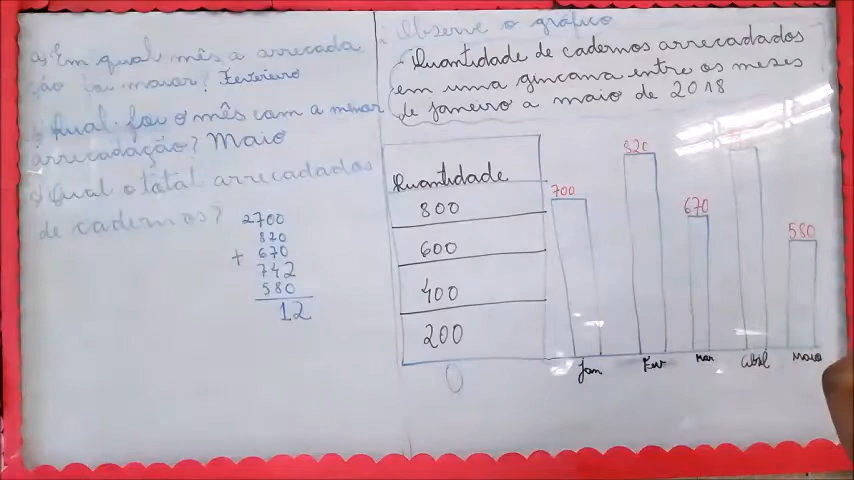 a) Em qual mês a arrecada
ção foi maior? Fevereiro
b) Qual foi o mês com a menor
arrecadação? Maio
c) Qual o total arrecadados
de cadernos?
2700
820
+ 670
742
580
12
Observe o gráfico
Quantidade de cadernos arrecadados
em uma gincana entre os meses
de janeiro a maio de 2018
Quantidade
800
600
400
200
0
700
820
670
580
Jan
Fev
Mar
Abril
Maio